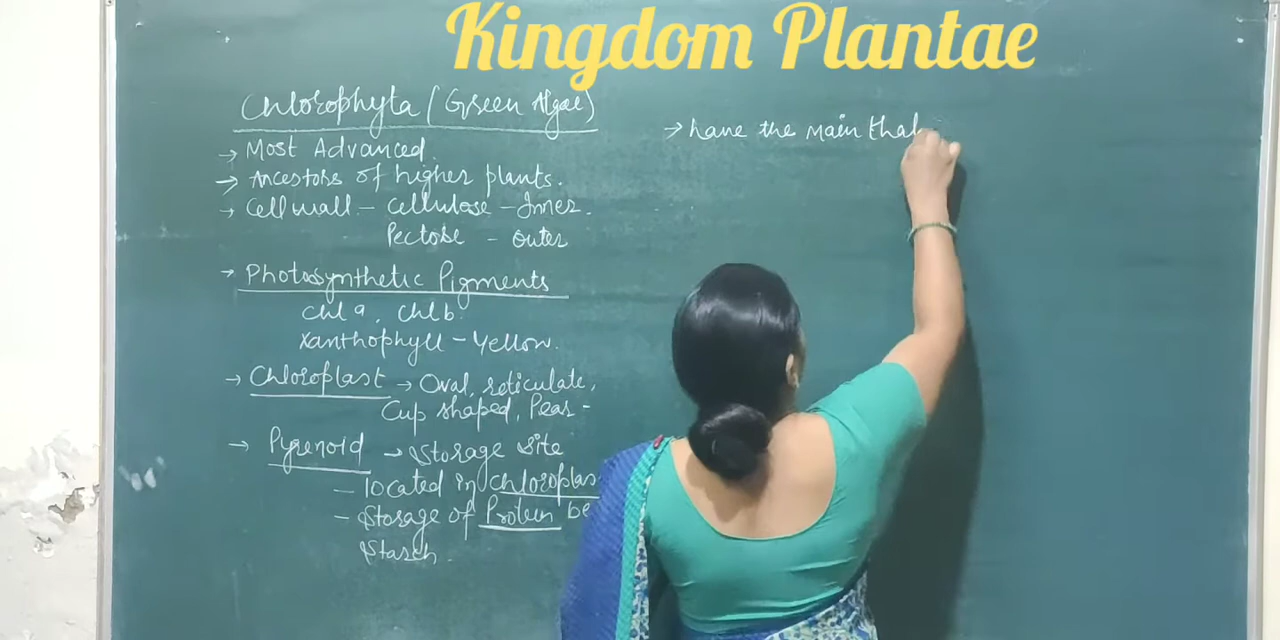 Kingdom Plantae
Chlorophyta (Green Algae)
→ Most Advanced.
→ Ancestors of higher plants.
→ Cell wall - Cellulose - Inner.
Pectose - Outer
→ Photosynthetic Pigments
Chl a, Chl b.
Xanthophyll - Yellow.
→ Chloroplast → Oval, reticulate,
Cup shaped, Pear -
→ Pyrenoid → Storage site
- located in chloroplas
- Storage of Protein be
Starch.
→ have the main thal